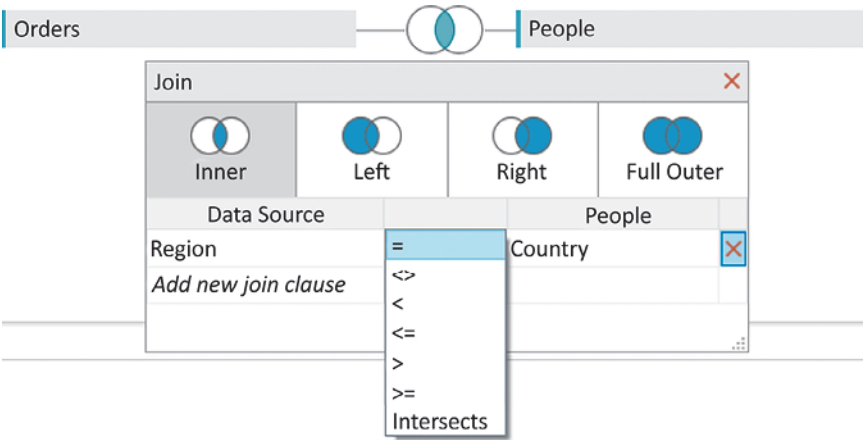 Orders
People
Join
Inner
Left
Right
Full Outer
Data Source
People
Region
=
Country
Add new join clause
<>
<
<=
>
>=
Intersects